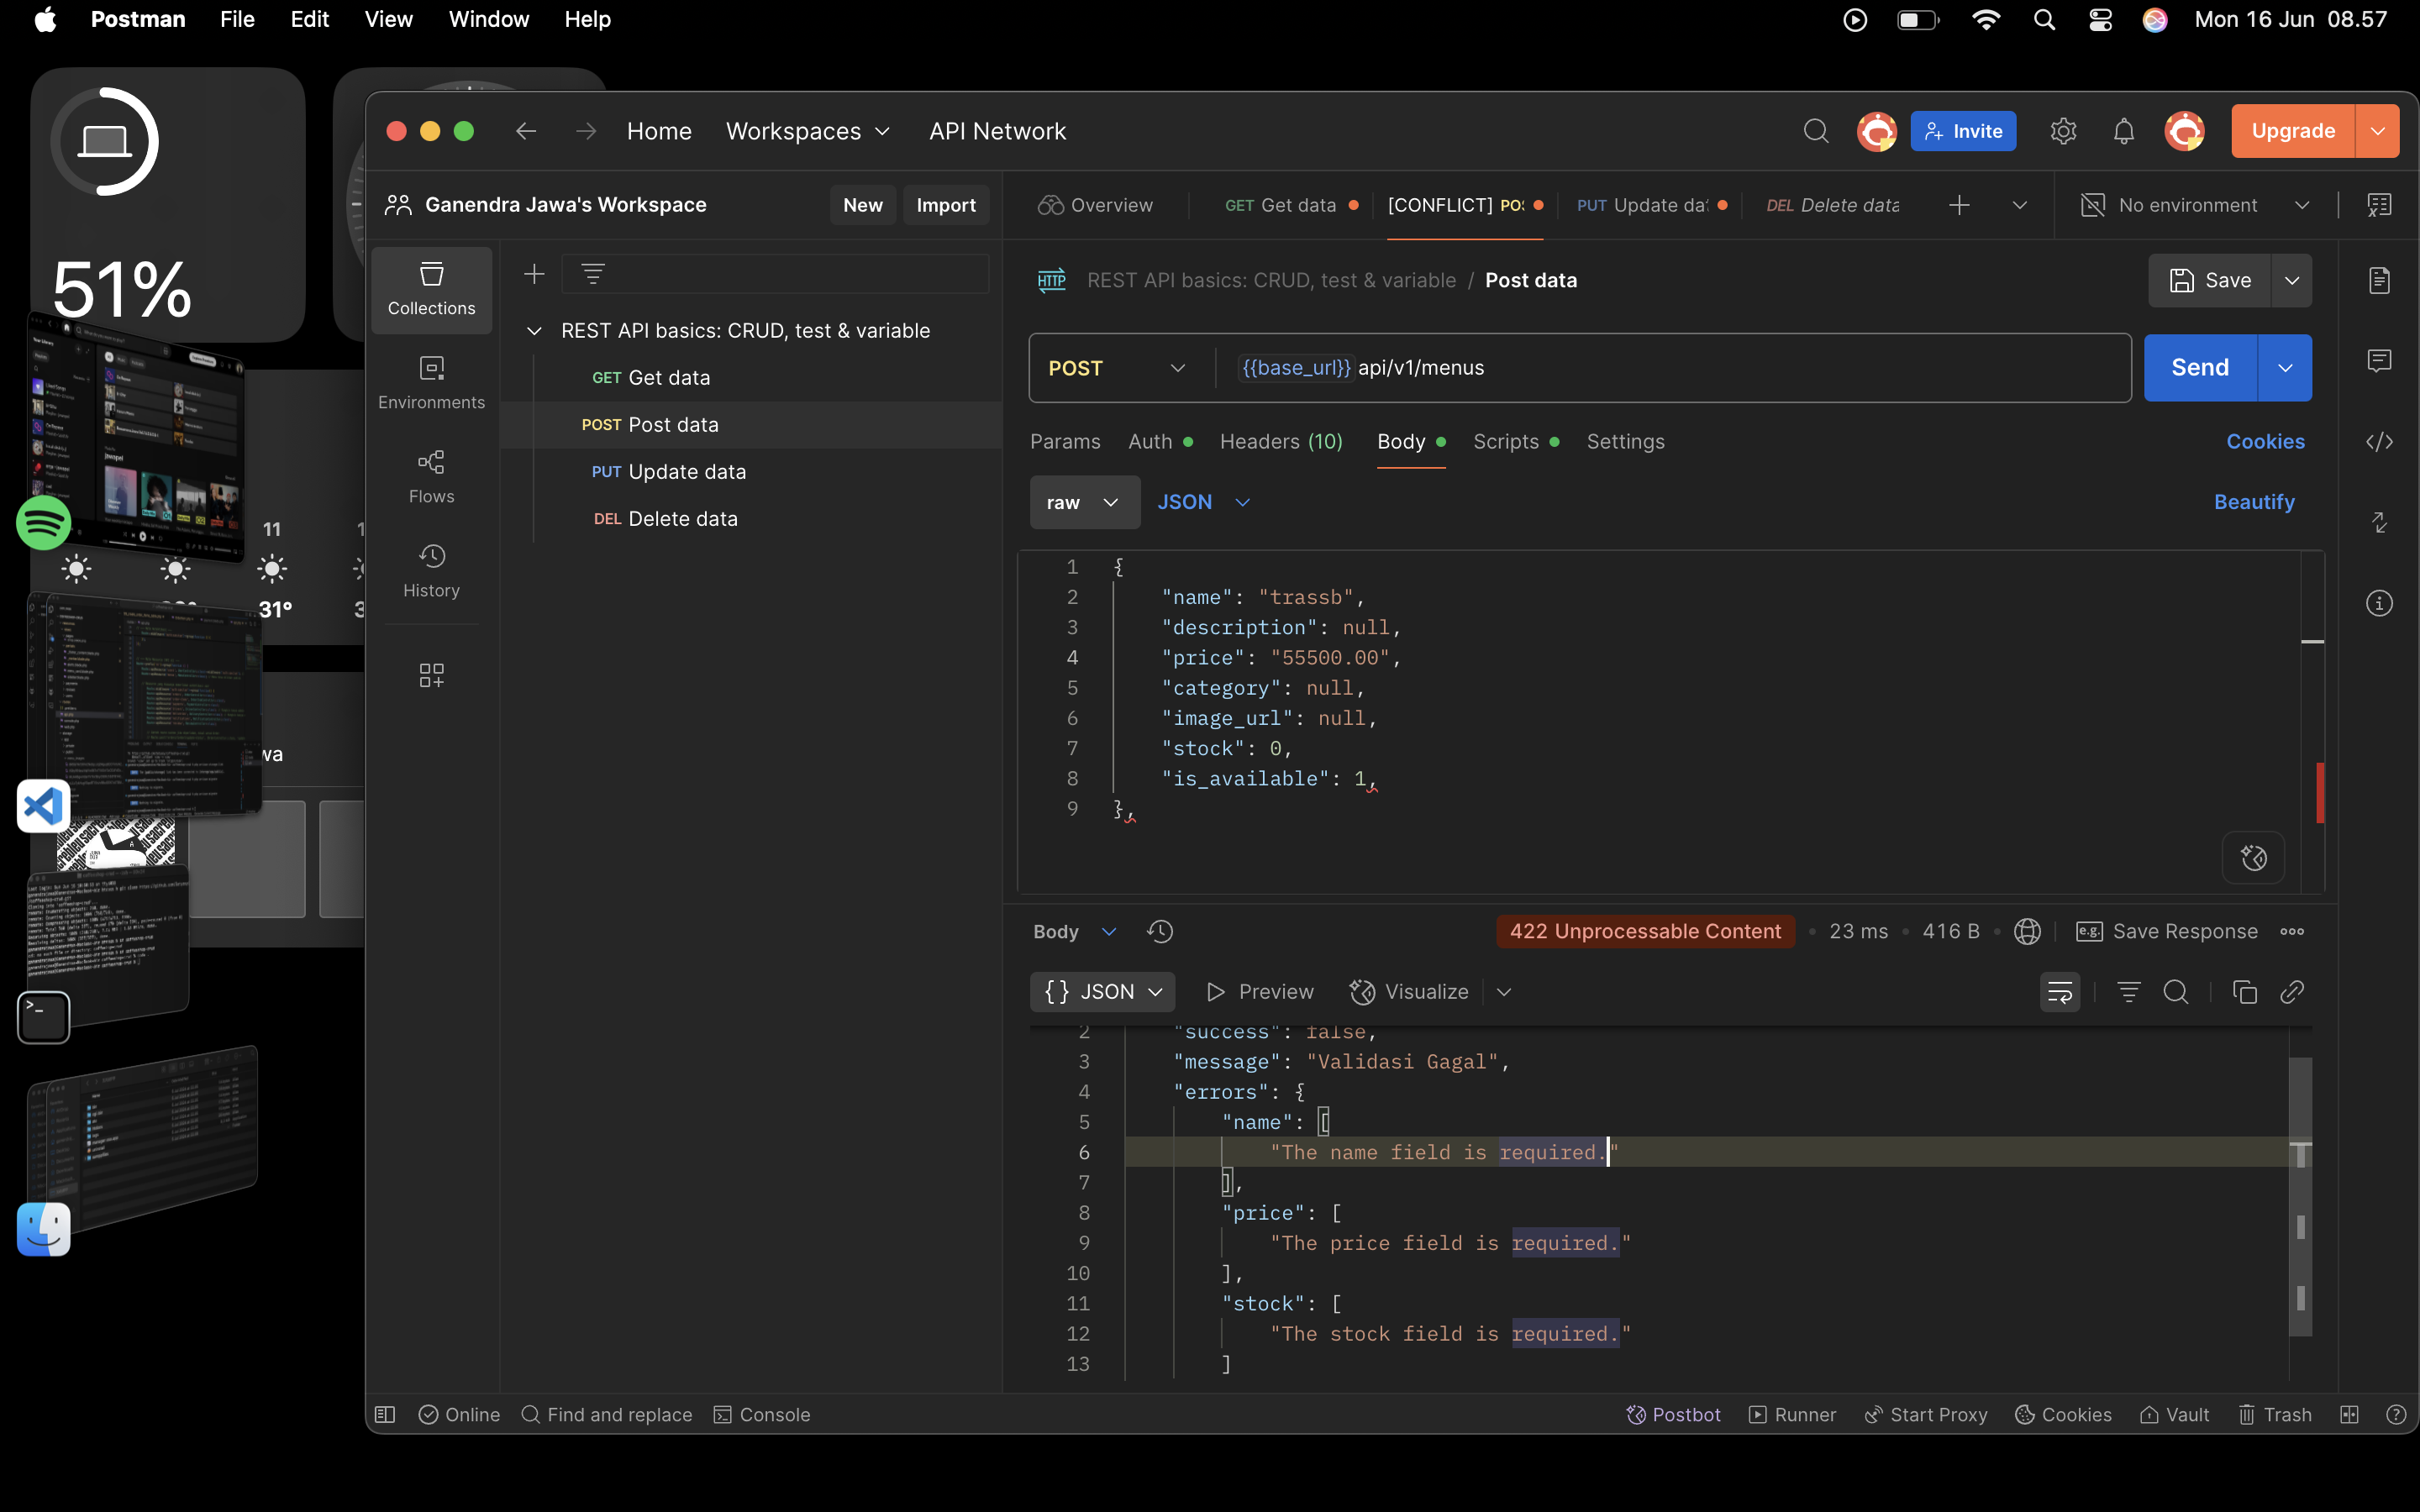 Postman File Edit View Window Help Mon 16 Jun 08.57
51%
11
31°
wa
Home Workspaces API Network Invite Upgrade
Ganendra Jawa's Workspace New Import Overview GET Get data [CONFLICT] PO PUT Update da DEL Delete data No environment
Collections
Environments
Flows
History
REST API basics: CRUD, test & variable
GET Get data
POST Post data
PUT Update data
DEL Delete data
HTTP REST API basics: CRUD, test & variable / Post data Save
POST {{base_url}} api/v1/menus Send
Params Auth Headers (10) Body Scripts Settings Cookies
raw JSON Beautify
1 {
2 "name": "trassb",
3 "description": null,
4 "price": "55500.00",
5 "category": null,
6 "image_url": null,
7 "stock": 0,
8 "is_available": 1,
9 },
Body 422 Unprocessable Content 23 ms 416 B e.g. Save Response
{} JSON Preview Visualize
2 "success": false,
3 "message": "Validasi Gagal",
4 "errors": {
5 "name": [
6 "The name field is required."
7 ],
8 "price": [
9 "The price field is required."
10 ],
11 "stock": [
12 "The stock field is required."
13 ]
Online Find and replace Console Postbot Runner Start Proxy Cookies Vault Trash